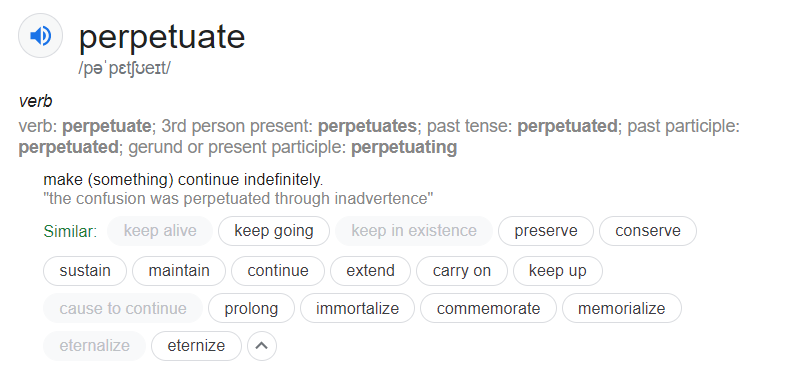 perpetuate
/pəˈpɛtʃʊeɪt/
verb
verb: perpetuate; 3rd person present: perpetuates; past tense: perpetuated; past participle:
perpetuated; gerund or present participle: perpetuating
make (something) continue indefinitely.
"the confusion was perpetuated through inadvertence"
Similar: keep alive keep going keep in existence preserve conserve
sustain maintain continue extend carry on keep up
cause to continue prolong immortalize commemorate memorialize
eternalize eternize